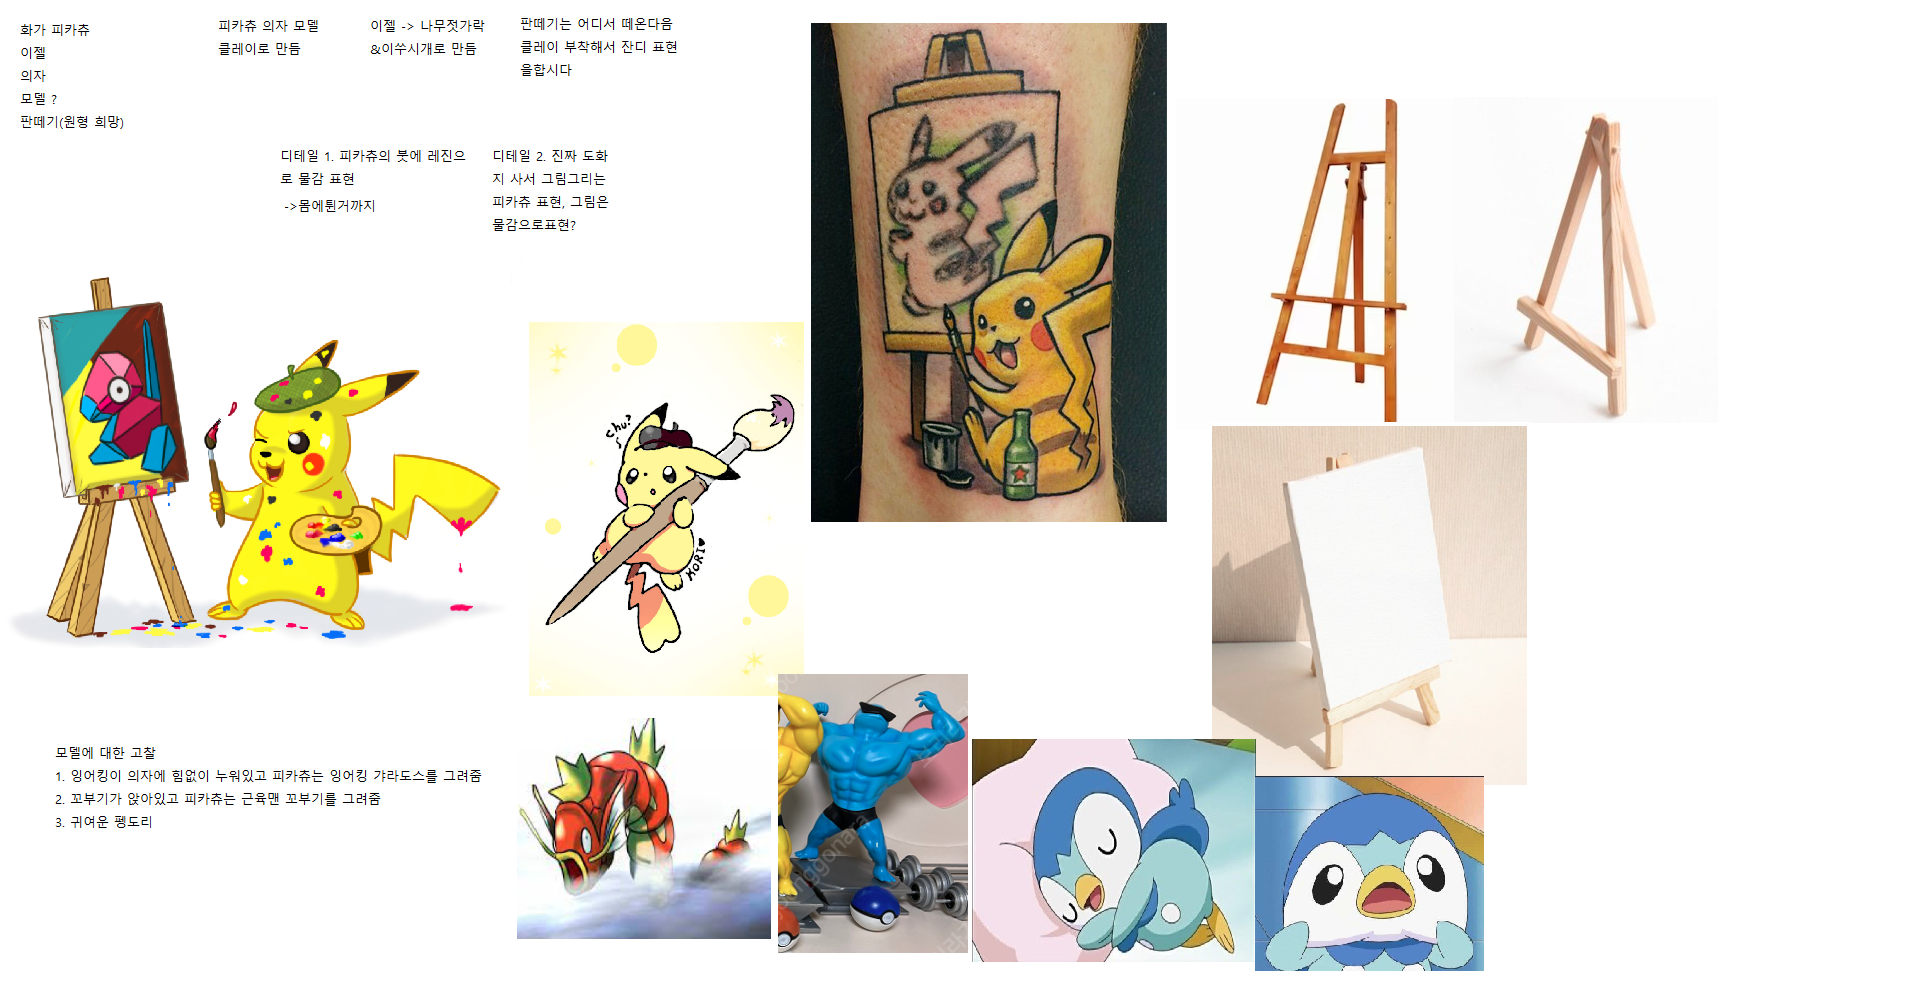 화가 피카츄
이젤
의자
모델 ?
판떼기(원형 희망)
피카츄 의자 모델
클레이로 만듬
이젤 -> 나무젓가락
&이쑤시개로 만듬
판떼기는 어디서 떼온다음
클레이 부착해서 잔디 표현
을합시다
디테일 1. 피카츄의 붓에 레진으
로 물감 표현
->몸에튄거까지
디테일 2. 진짜 도화
지 사서 그림그리는
피카츄 표현, 그림은
물감으로표현?
chu!?
MORI♥
모델에 대한 고찰
1. 잉어킹이 의자에 힘없이 누워있고 피카츄는 잉어킹 갸라도스를 그려줌
2. 꼬부기가 앉아있고 피카츄는 근육맨 꼬부기를 그려줌
3. 귀여운 펭도리